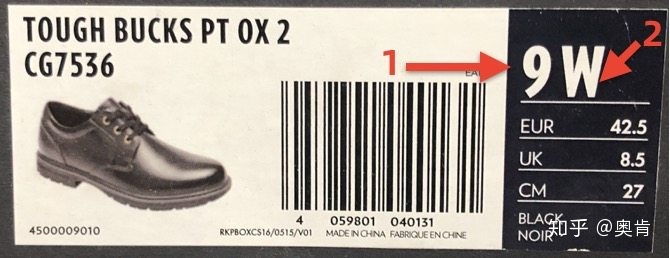 TOUGH BUCKS PT OX 2
CG7536
1
9 W
2
EUR 42.5
UK 8.5
CM 27
BLACK
NOIR
4 059801 040131
4500009010
RKPBOXCS16/0515/V01 MADE IN CHINA FABRIQUE EN CHINE
知乎 @奥肯